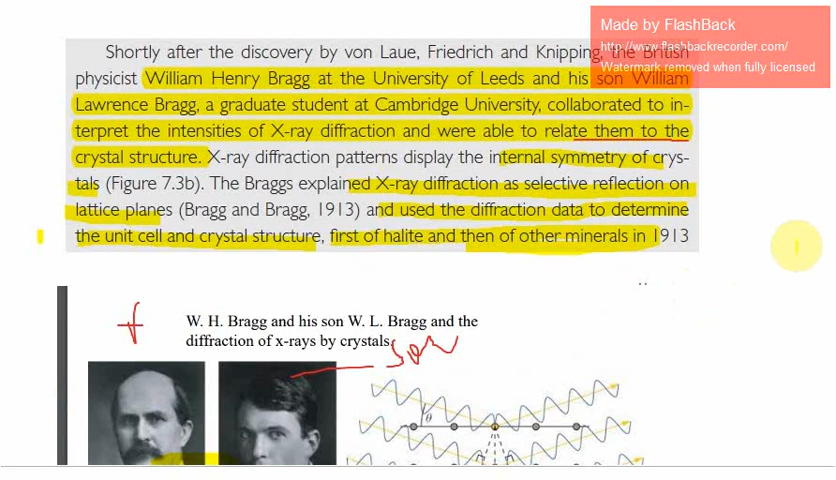 Made by FlashBack
http://www.flashbackrecorder.com/
Watermark removed when fully licensed
Shortly after the discovery by von Laue, Friedrich and Knipping, the British
physicist William Henry Bragg at the University of Leeds and his son William
Lawrence Bragg, a graduate student at Cambridge University, collaborated to in-
terpret the intensities of X-ray diffraction and were able to relate them to the
crystal structure. X-ray diffraction patterns display the internal symmetry of crys-
tals (Figure 7.3b). The Braggs explained X-ray diffraction as selective reflection on
lattice planes (Bragg and Bragg, 1913) and used the diffraction data to determine
the unit cell and crystal structure, first of halite and then of other minerals in 1913
W. H. Bragg and his son W. L. Bragg and the
diffraction of x-rays by crystals.
son
θ